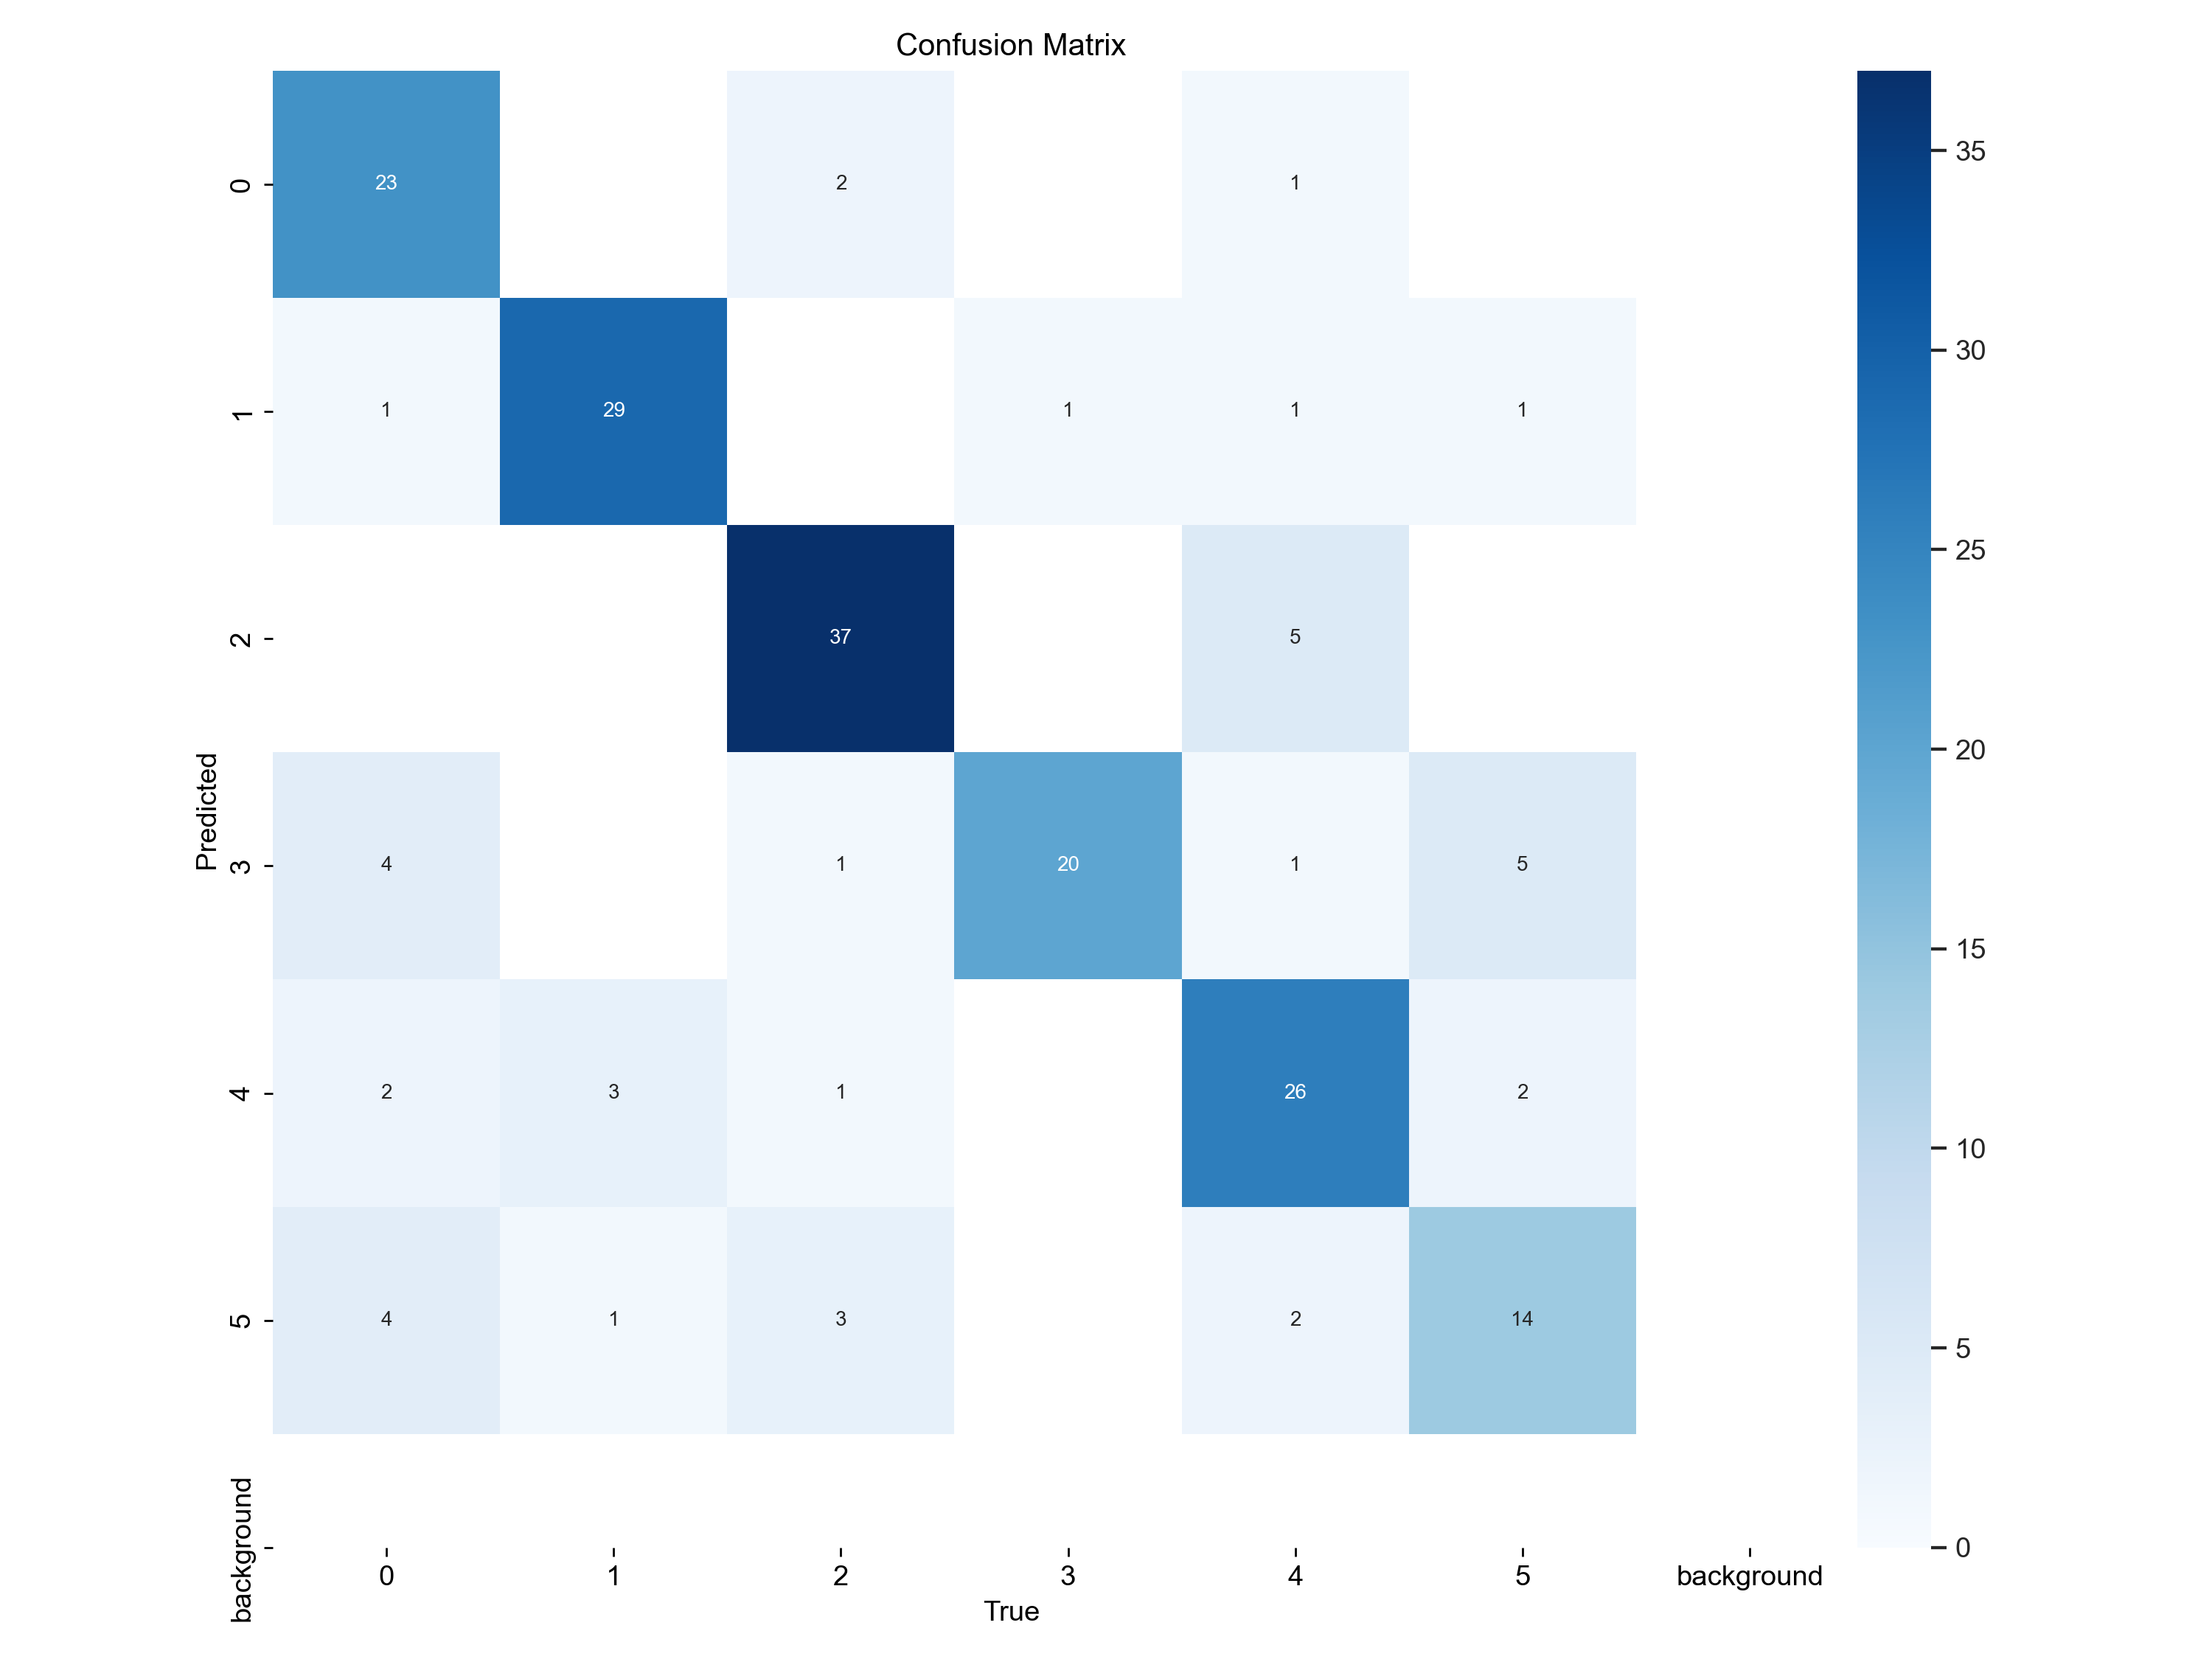 Confusion Matrix
0 23 2 1
1 1 29 1 1 1
2 37 5
3 4 1 20 1 5
4 2 3 1 26 2
5 4 1 3 2 14
background
Predicted
0 1 2 3 4 5 background
True
35
30
25
20
15
10
5
0